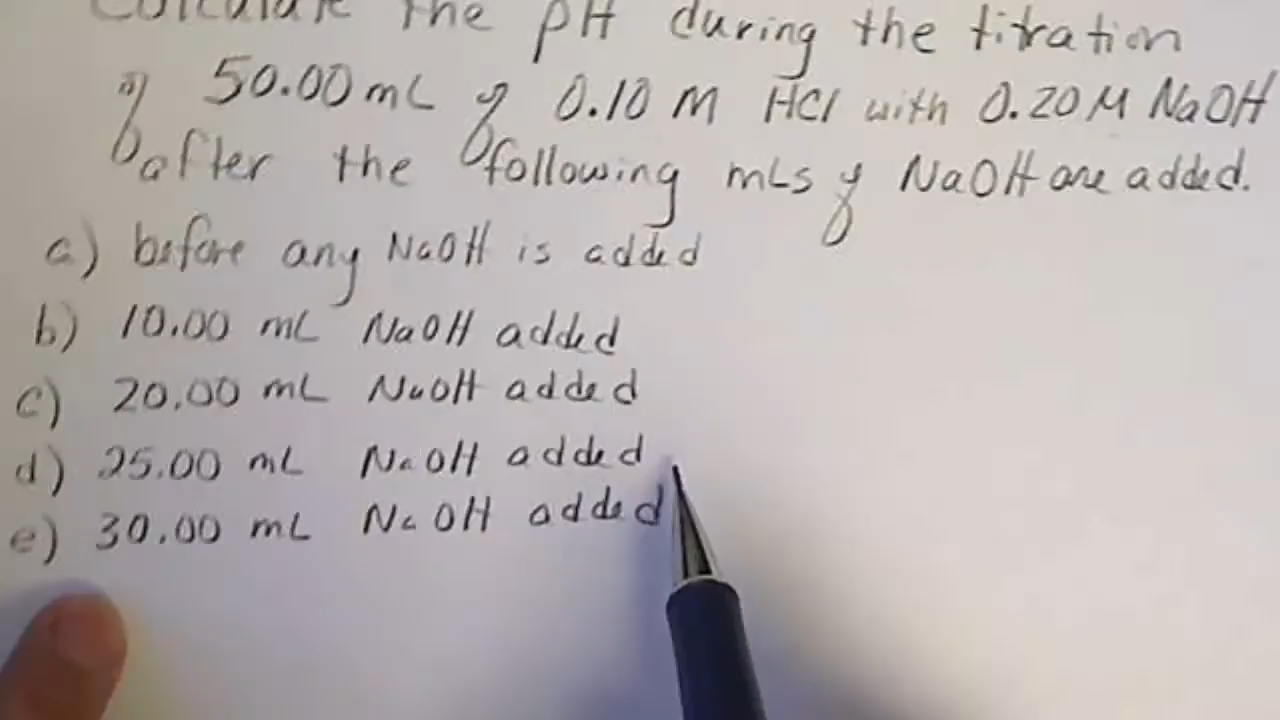 Calculate the pH during the titration
of 50.00 mL of 0.10 M HCl with 0.20 M NaOH
after the following mLs of NaOH are added.
a) before any NaOH is added
b) 10.00 mL NaOH added
c) 20.00 mL NaOH added
d) 25.00 mL NaOH added
e) 30.00 mL NaOH added